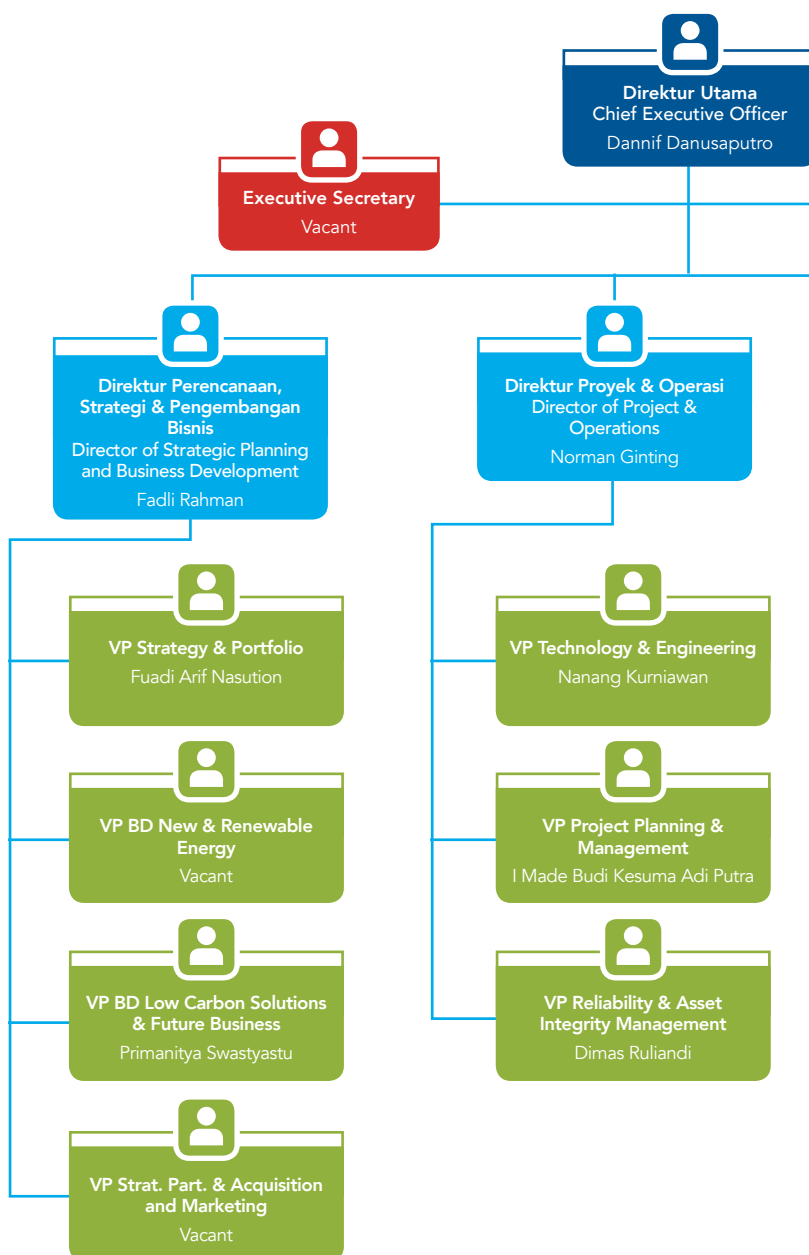 Direktur Utama
Chief Executive Officer
Dannif Danusaputro
Executive Secretary
Vacant
Direktur Perencanaan,
Strategi & Pengembangan
Bisnis
Director of Strategic Planning
and Business Development
Fadli Rahman
Direktur Proyek & Operasi
Director of Project &
Operations
Norman Ginting
VP Strategy & Portfolio
Fuadi Arif Nasution
VP BD New & Renewable
Energy
Vacant
VP BD Low Carbon Solutions
& Future Business
Primanitya Swastyastu
VP Strat. Part. & Acquisition
and Marketing
Vacant
VP Technology & Engineering
Nanang Kurniawan
VP Project Planning &
Management
I Made Budi Kesuma Adi Putra
VP Reliability & Asset
Integrity Management
Dimas Ruliandi